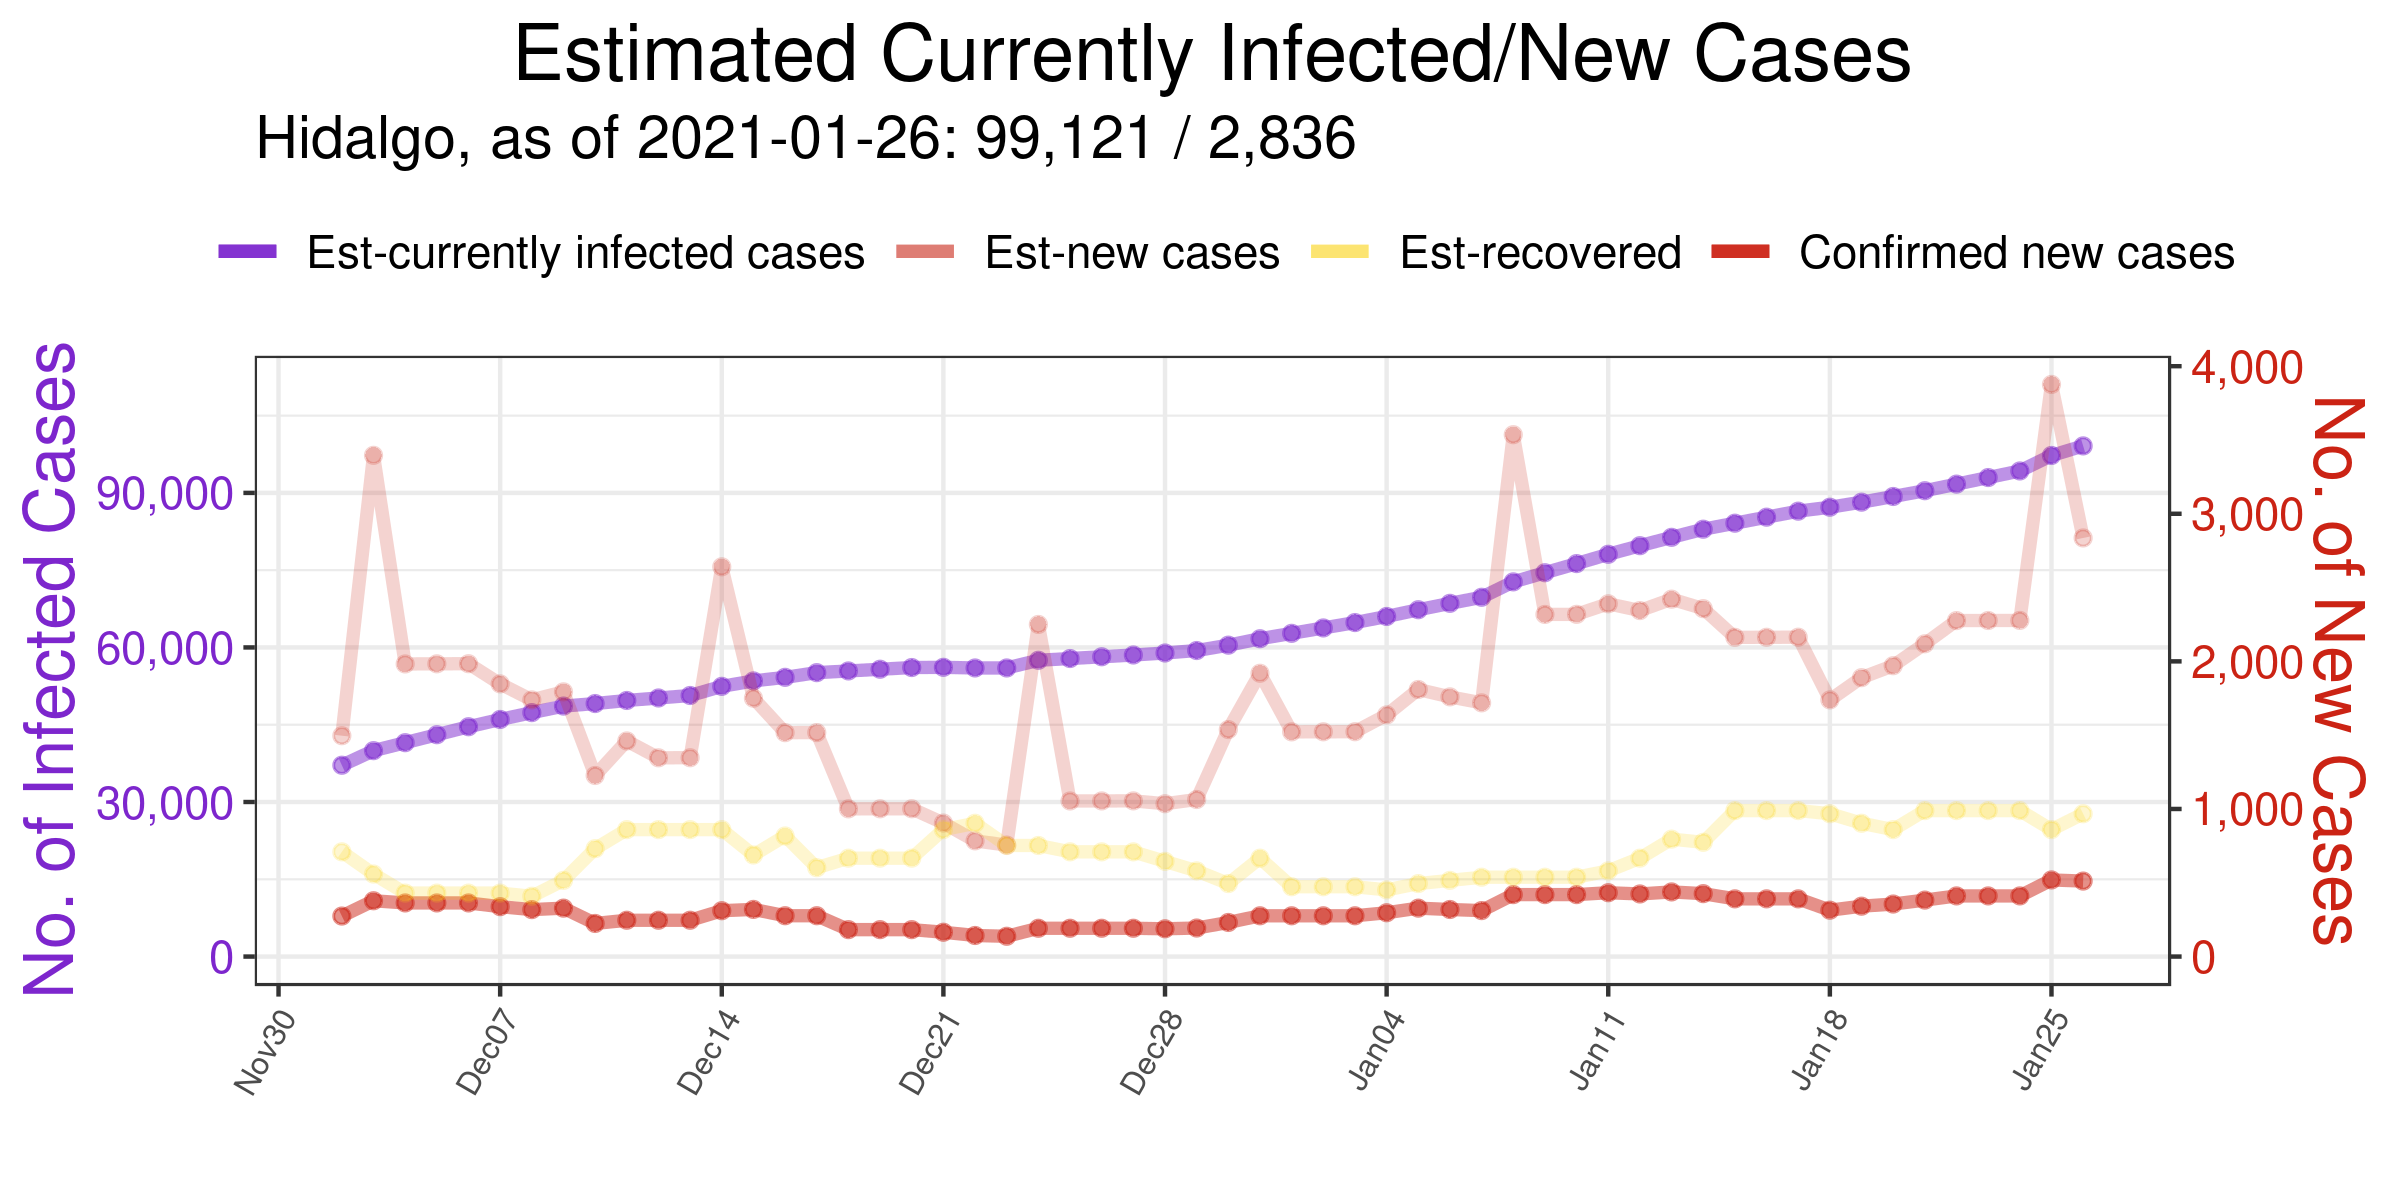 Estimated Currently Infected/New Cases
Hidalgo, as of 2021-01-26: 99,121 / 2,836
Est-currently infected cases Est-new cases Est-recovered Confirmed new cases
No. of Infected Cases
90,000
60,000
30,000
0
4,000
3,000
2,000
1,000
0
No. of New Cases
Nov30 Dec07 Dec14 Dec21 Dec28 Jan04 Jan11 Jan18 Jan25